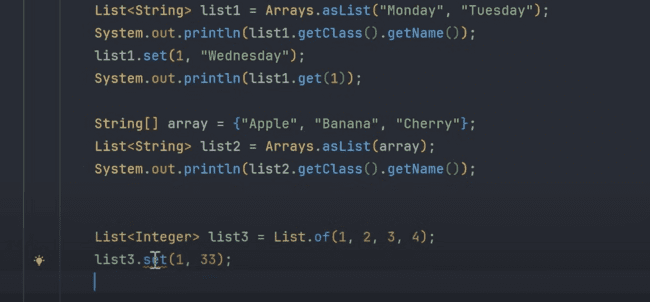 List<String> list1 = Arrays.asList("Monday", "Tuesday");
System.out.println(list1.getClass().getName());
list1.set(1, "Wednesday");
System.out.println(list1.get(1));
String[] array = {"Apple", "Banana", "Cherry"};
List<String> list2 = Arrays.asList(array);
System.out.println(list2.getClass().getName());
List<Integer> list3 = List.of(1, 2, 3, 4);
list3.set(1, 33);